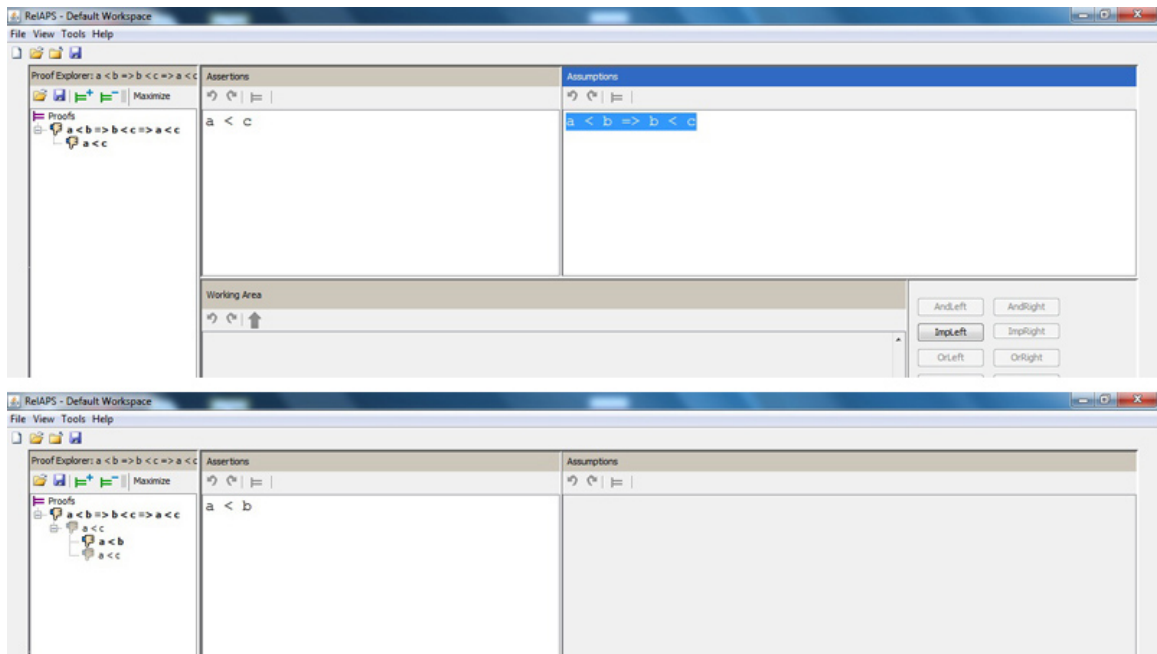 RelAPS - Default Workspace
File View Tools Help
Proof Explorer: a < b => b < c => a < c
Assertions
Assumptions
Maximize
Proofs
a < b => b < c => a < c
a < c
a < c
a < b => b < c
Working Area
AndLeft AndRight
ImpLeft ImpRight
OrLeft OrRight
RelAPS - Default Workspace
File View Tools Help
Proof Explorer: a < b => b < c => a < c
Assertions
Assumptions
Maximize
Proofs
a < b => b < c => a < c
a < c
a < b
a < c
a < b